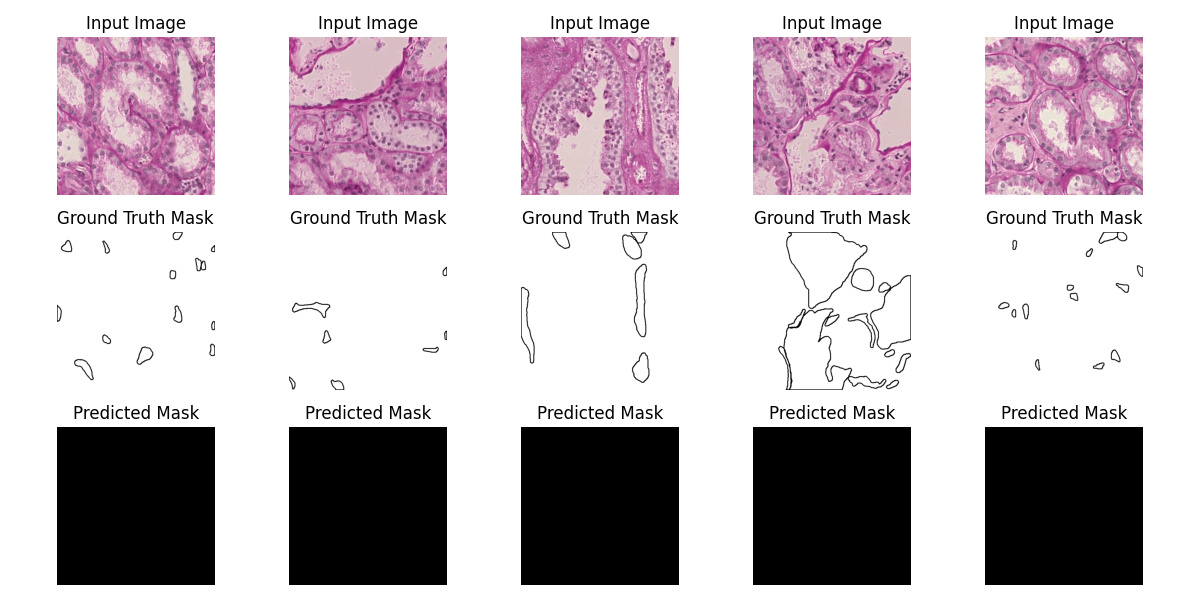 Input Image Input Image Input Image Input Image Input Image
Ground Truth Mask Ground Truth Mask Ground Truth Mask Ground Truth Mask Ground Truth Mask
Predicted Mask Predicted Mask Predicted Mask Predicted Mask Predicted Mask